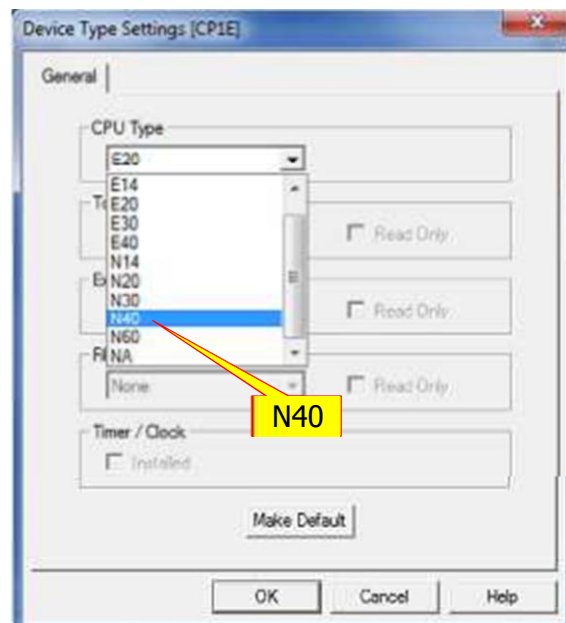 Device Type Settings [CP1E]
General
CPU Type
E20
E14
E20
E30
E40
N14
N20
N30
N40
N60
NA
Read Only
Read Only
None
Read Only
N40
Timer / Clock
Installed
Make Default
OK Cancel Help